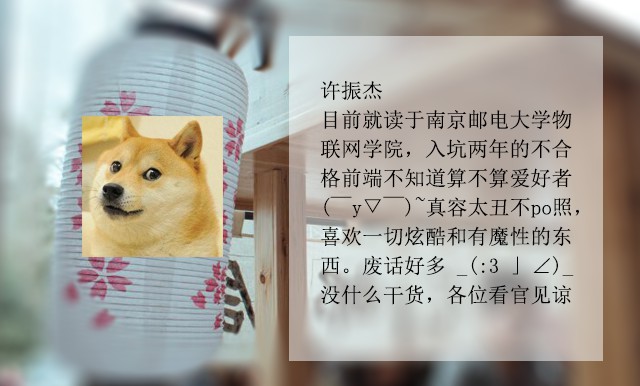 许振杰
目前就读于南京邮电大学物
联网学院，入坑两年的不合
格前端不知道算不算爱好者
(￣y▽￣)~真容太丑不po照，
喜欢一切炫酷和有魔性的东
西。废话好多 _(:3 」∠)_
没什么干货，各位看官见谅